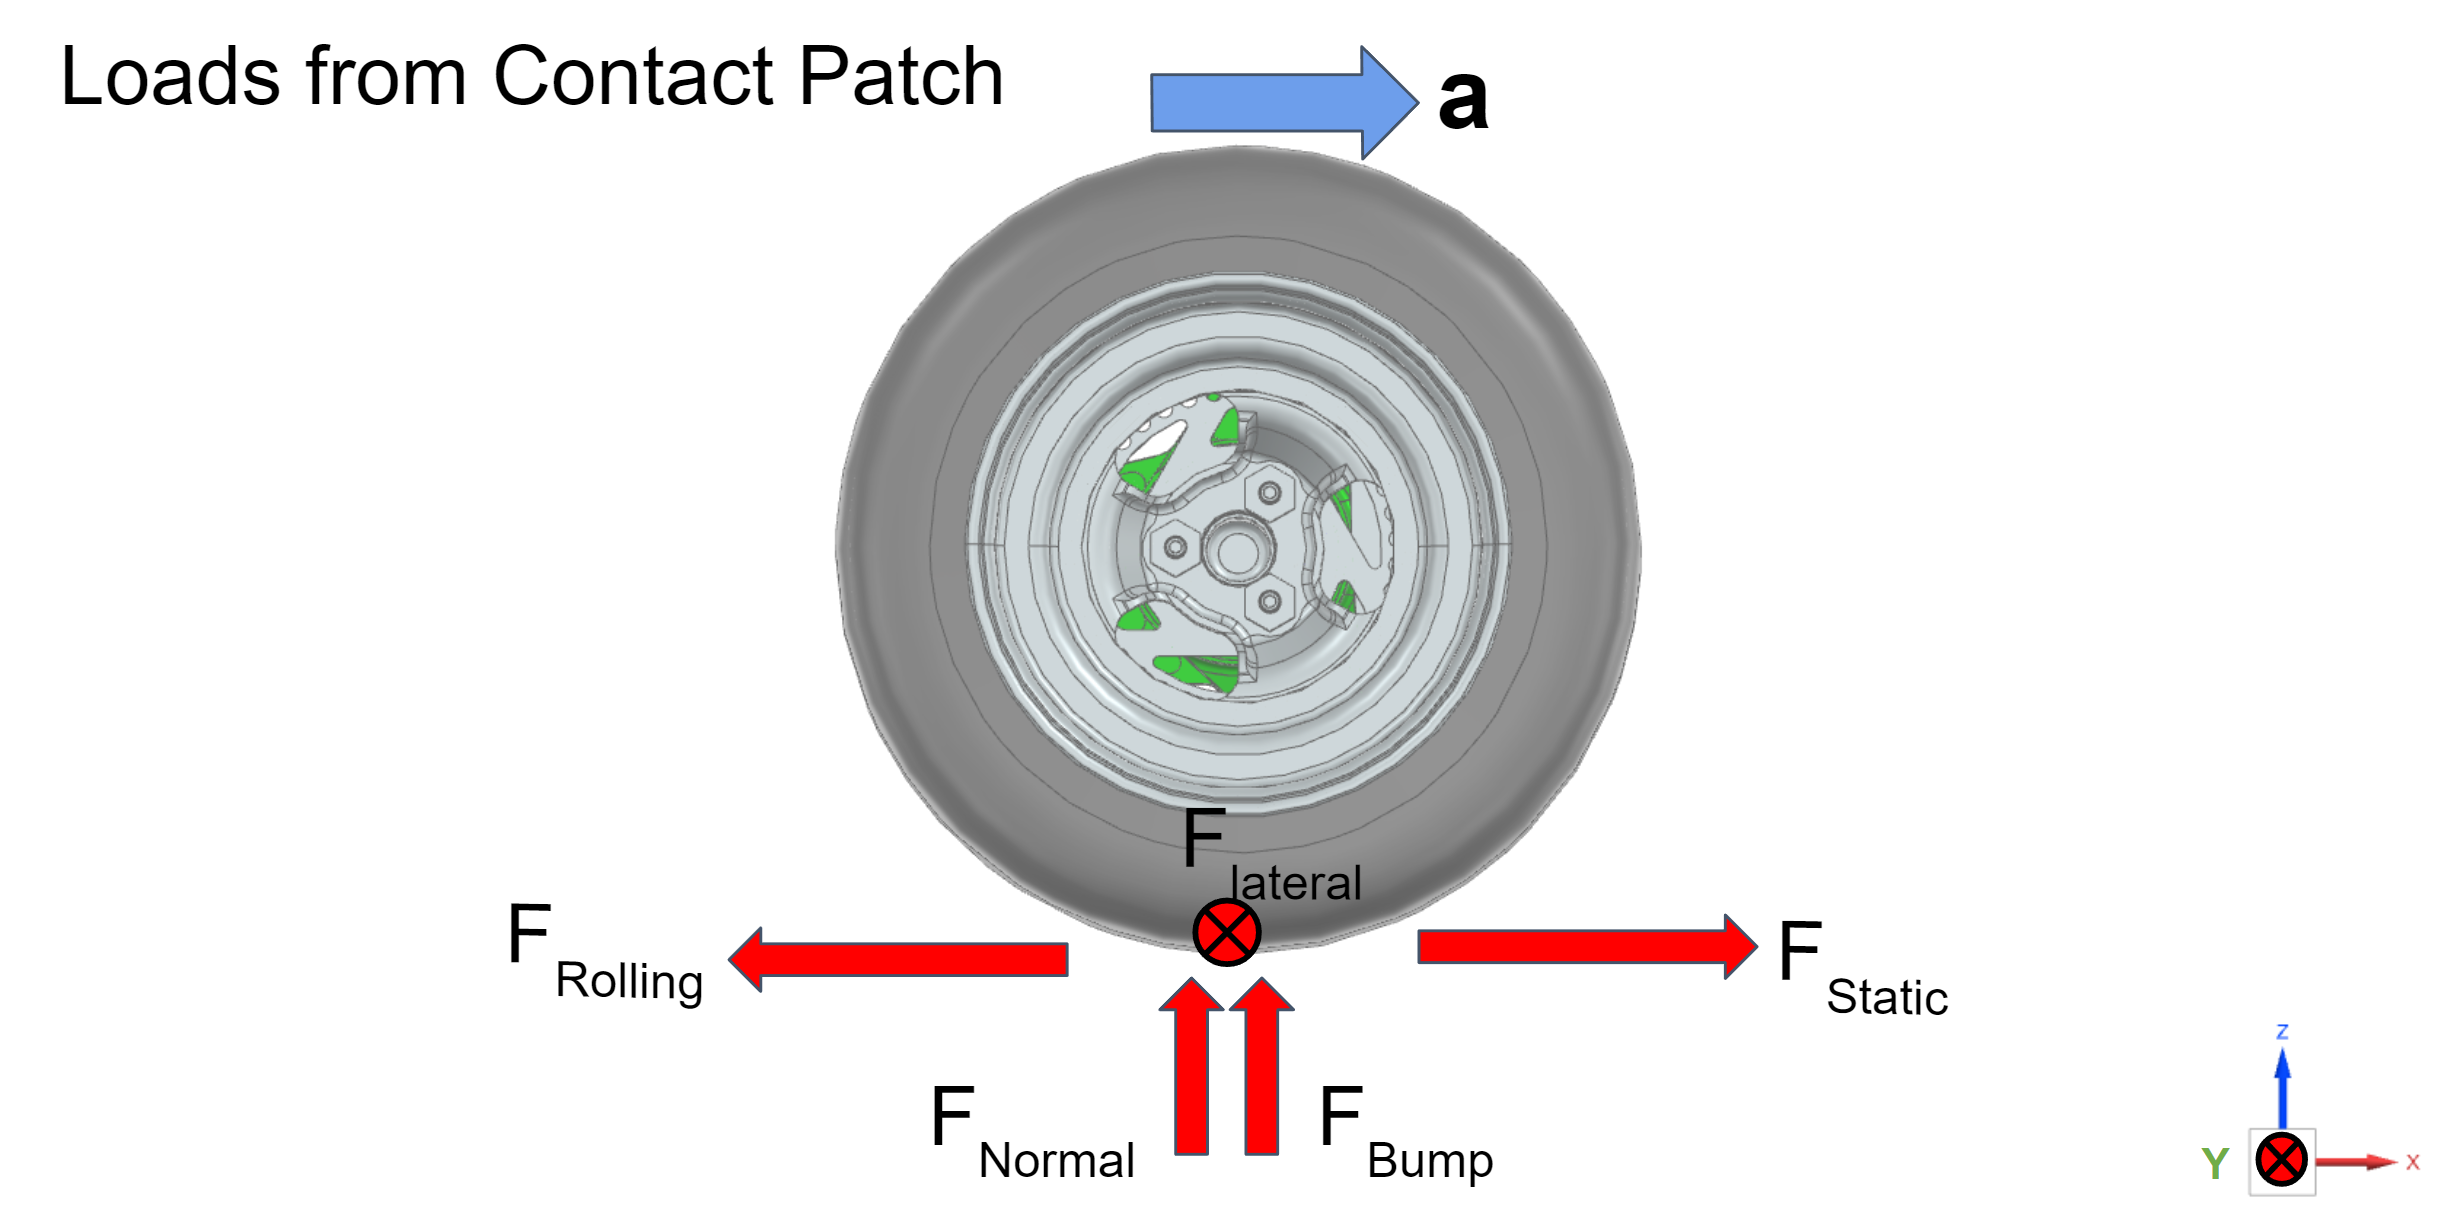 Loads from Contact Patch
a
F lateral
F Rolling
F Static
F Normal
F Bump
Z
Y
X